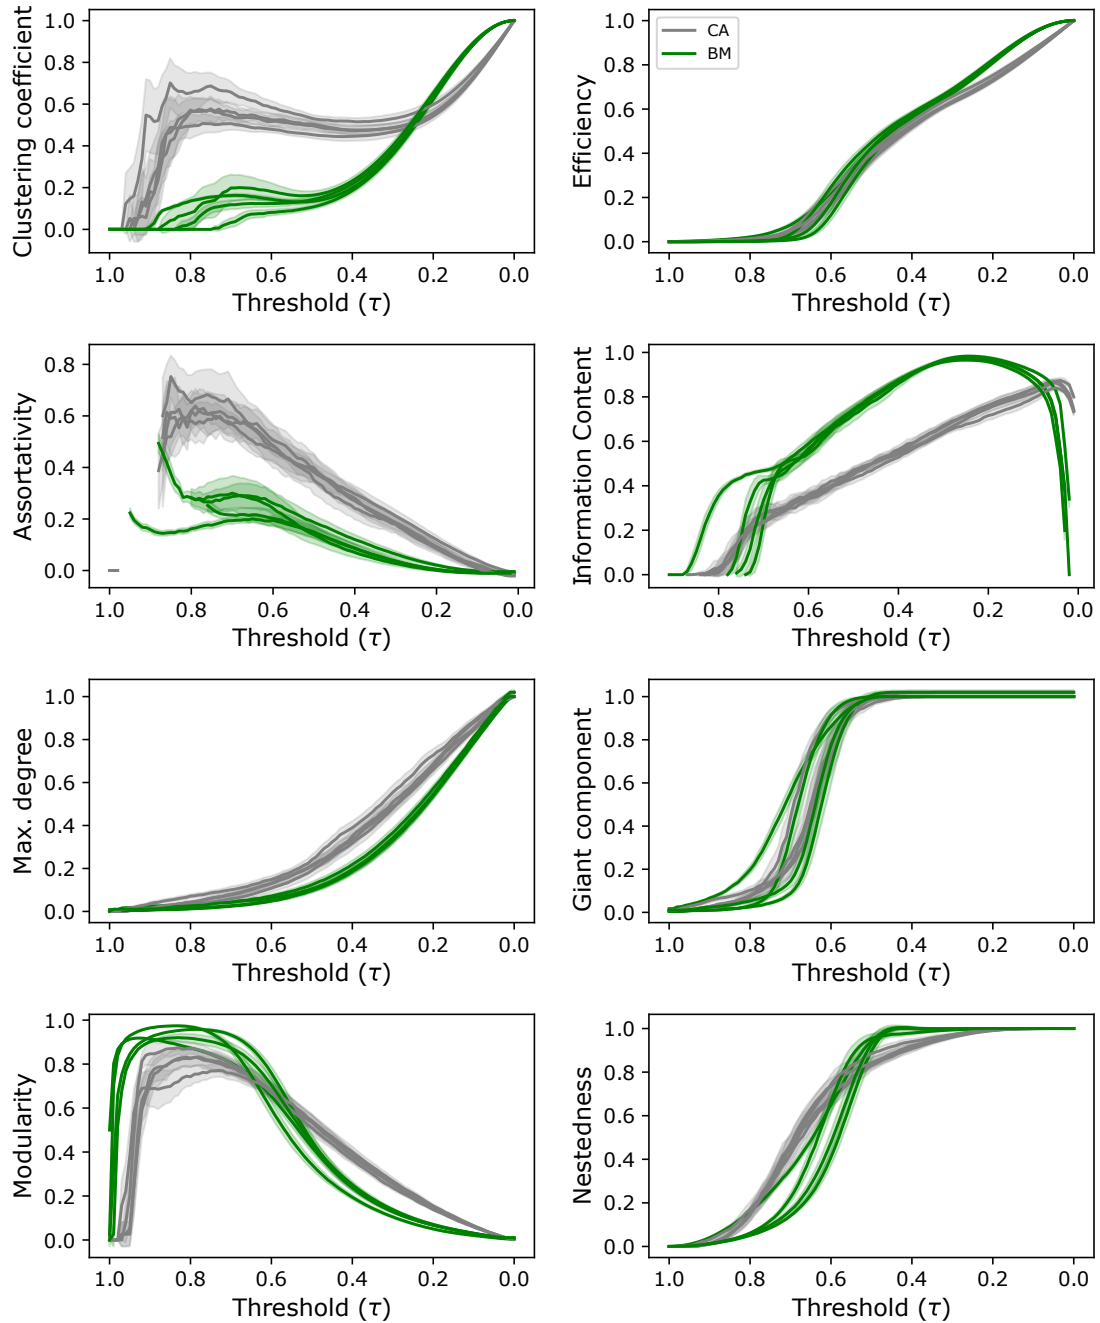 Clustering coefficient
1.0
0.8
0.6
0.4
0.2
0.0
1.0 0.8 0.6 0.4 0.2 0.0
Threshold (τ)
Efficiency
1.0
0.8
0.6
0.4
0.2
0.0
CA
BM
1.0 0.8 0.6 0.4 0.2 0.0
Threshold (τ)
Assortativity
0.8
0.6
0.4
0.2
0.0
1.0 0.8 0.6 0.4 0.2 0.0
Threshold (τ)
Information Content
1.0
0.8
0.6
0.4
0.2
0.0
0.8 0.6 0.4 0.2 0.0
Threshold (τ)
Max. degree
1.0
0.8
0.6
0.4
0.2
0.0
1.0 0.8 0.6 0.4 0.2 0.0
Threshold (τ)
Giant component
1.0
0.8
0.6
0.4
0.2
0.0
1.0 0.8 0.6 0.4 0.2 0.0
Threshold (τ)
Modularity
1.0
0.8
0.6
0.4
0.2
0.0
1.0 0.8 0.6 0.4 0.2 0.0
Threshold (τ)
Nestedness
1.0
0.8
0.6
0.4
0.2
0.0
1.0 0.8 0.6 0.4 0.2 0.0
Threshold (τ)